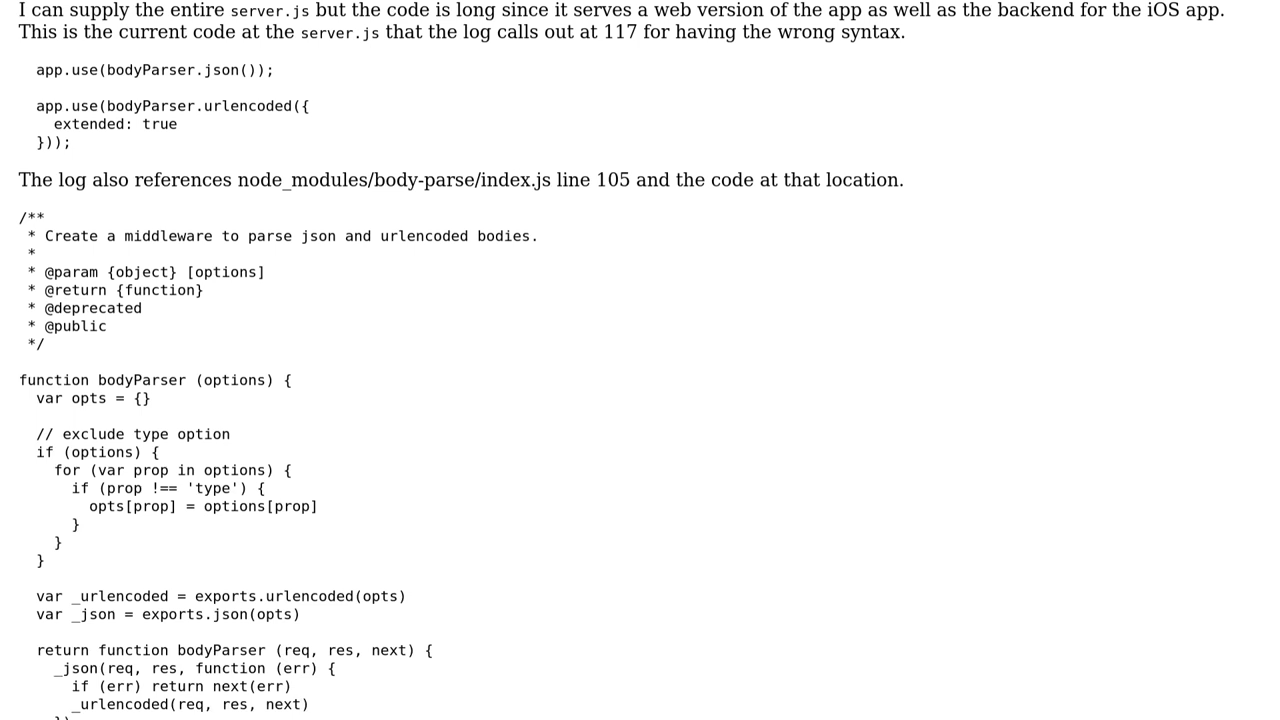 I can supply the entire server.js but the code is long since it serves a web version of the app as well as the backend for the iOS app.
This is the current code at the server.js that the log calls out at 117 for having the wrong syntax.
app.use(bodyParser.json());
app.use(bodyParser.urlencoded({
extended: true
}));
The log also references node_modules/body-parse/index.js line 105 and the code at that location.
/**
* Create a middleware to parse json and urlencoded bodies.
*
* @param {object} [options]
* @return {function}
* @deprecated
* @public
*/
function bodyParser (options) {
var opts = {}
// exclude type option
if (options) {
for (var prop in options) {
if (prop !== 'type') {
opts[prop] = options[prop]
}
}
}
var _urlencoded = exports.urlencoded(opts)
var _json = exports.json(opts)
return function bodyParser (req, res, next) {
_json(req, res, function (err) {
if (err) return next(err)
_urlencoded(req, res, next)